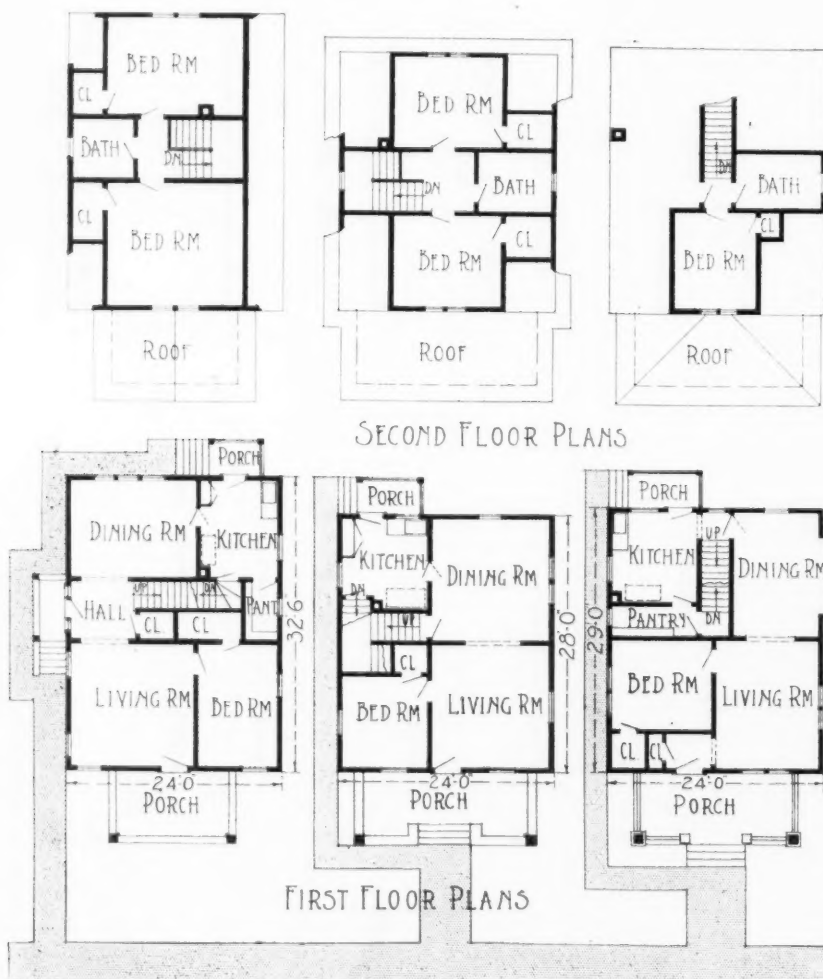 BED RM
CL
BATH
DN
CL
BED RM
ROOF
BED RM
CL
DN
BATH
BED RM
CL
ROOF
DN
BATH
CL
BED RM
ROOF
SECOND FLOOR PLANS
PORCH
DINING RM
KITCHEN
HALL
UP
DN
PANT.
CL
CL
LIVING RM
BED RM
32'6
24'0"
PORCH
PORCH
KITCHEN
DINING RM
DN
UP
CL
BED RM
LIVING RM
28'-0"
24'0"
PORCH
PORCH
KITCHEN
UP
DINING RM
DN
PANTRY
BED RM
LIVING RM
CL
CL
29'-0"
24'0"
PORCH
FIRST FLOOR PLANS